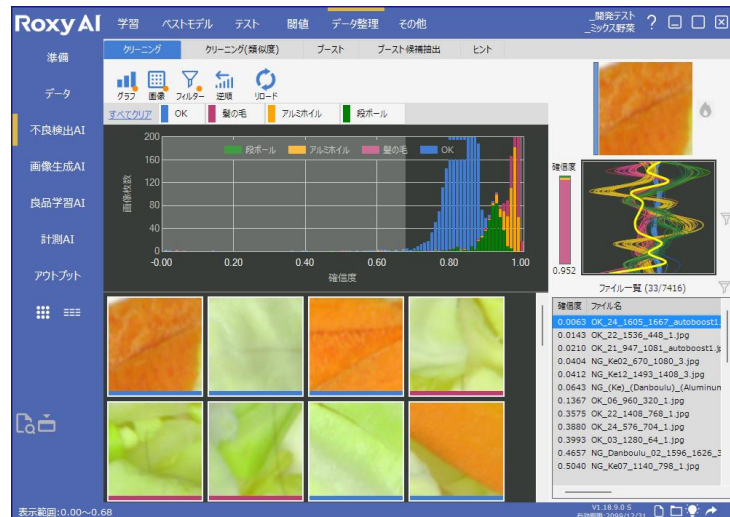 Roxy AI
学習 ベストモデル テスト 閾値 データ整理 その他
_開発テスト
_ミックス野菜
?
準備
データ
不良検出AI
画像生成AI
良品学習AI
計測AI
アウトプット
クリーニング クリーニング(類似度) ブースト ブースト候補抽出 ヒント
グラフ 画像 フィルター 逆順 リロード
すべてクリア OK 髪の毛 アルミホイル 段ボール
段ボール アルミホイル 髪の毛 OK
画像枚数
200
160
120
80
40
0
-0.00 0.20 0.40 0.60 0.80 1.00
確信度
確信度
0.952
ファイル一覧 (33/7416)
確信度 ファイル名
0.0063 OK_24_1605_1667_autoboost1.
0.0143 OK_22_1536_448_1.jpg
0.0210 OK_21_947_1081_autoboost1.j
0.0404 NG_Ke02_670_1080_3.jpg
0.0412 NG_Ke12_1493_1408_3.jpg
0.0643 NG_(Ke)_(Danboulu)_(Aluminun
0.1367 OK_06_960_320_1.jpg
0.3575 OK_22_1408_768_1.jpg
0.3880 OK_24_576_704_1.jpg
0.3993 OK_03_1280_64_1.jpg
0.4657 NG_Danboulu_02_1596_1626_3
0.5040 NG_Ke07_1140_798_1.jpg
表示範囲:0.00～0.68
V1.18.9.0 S
有効期限:2099/12/31